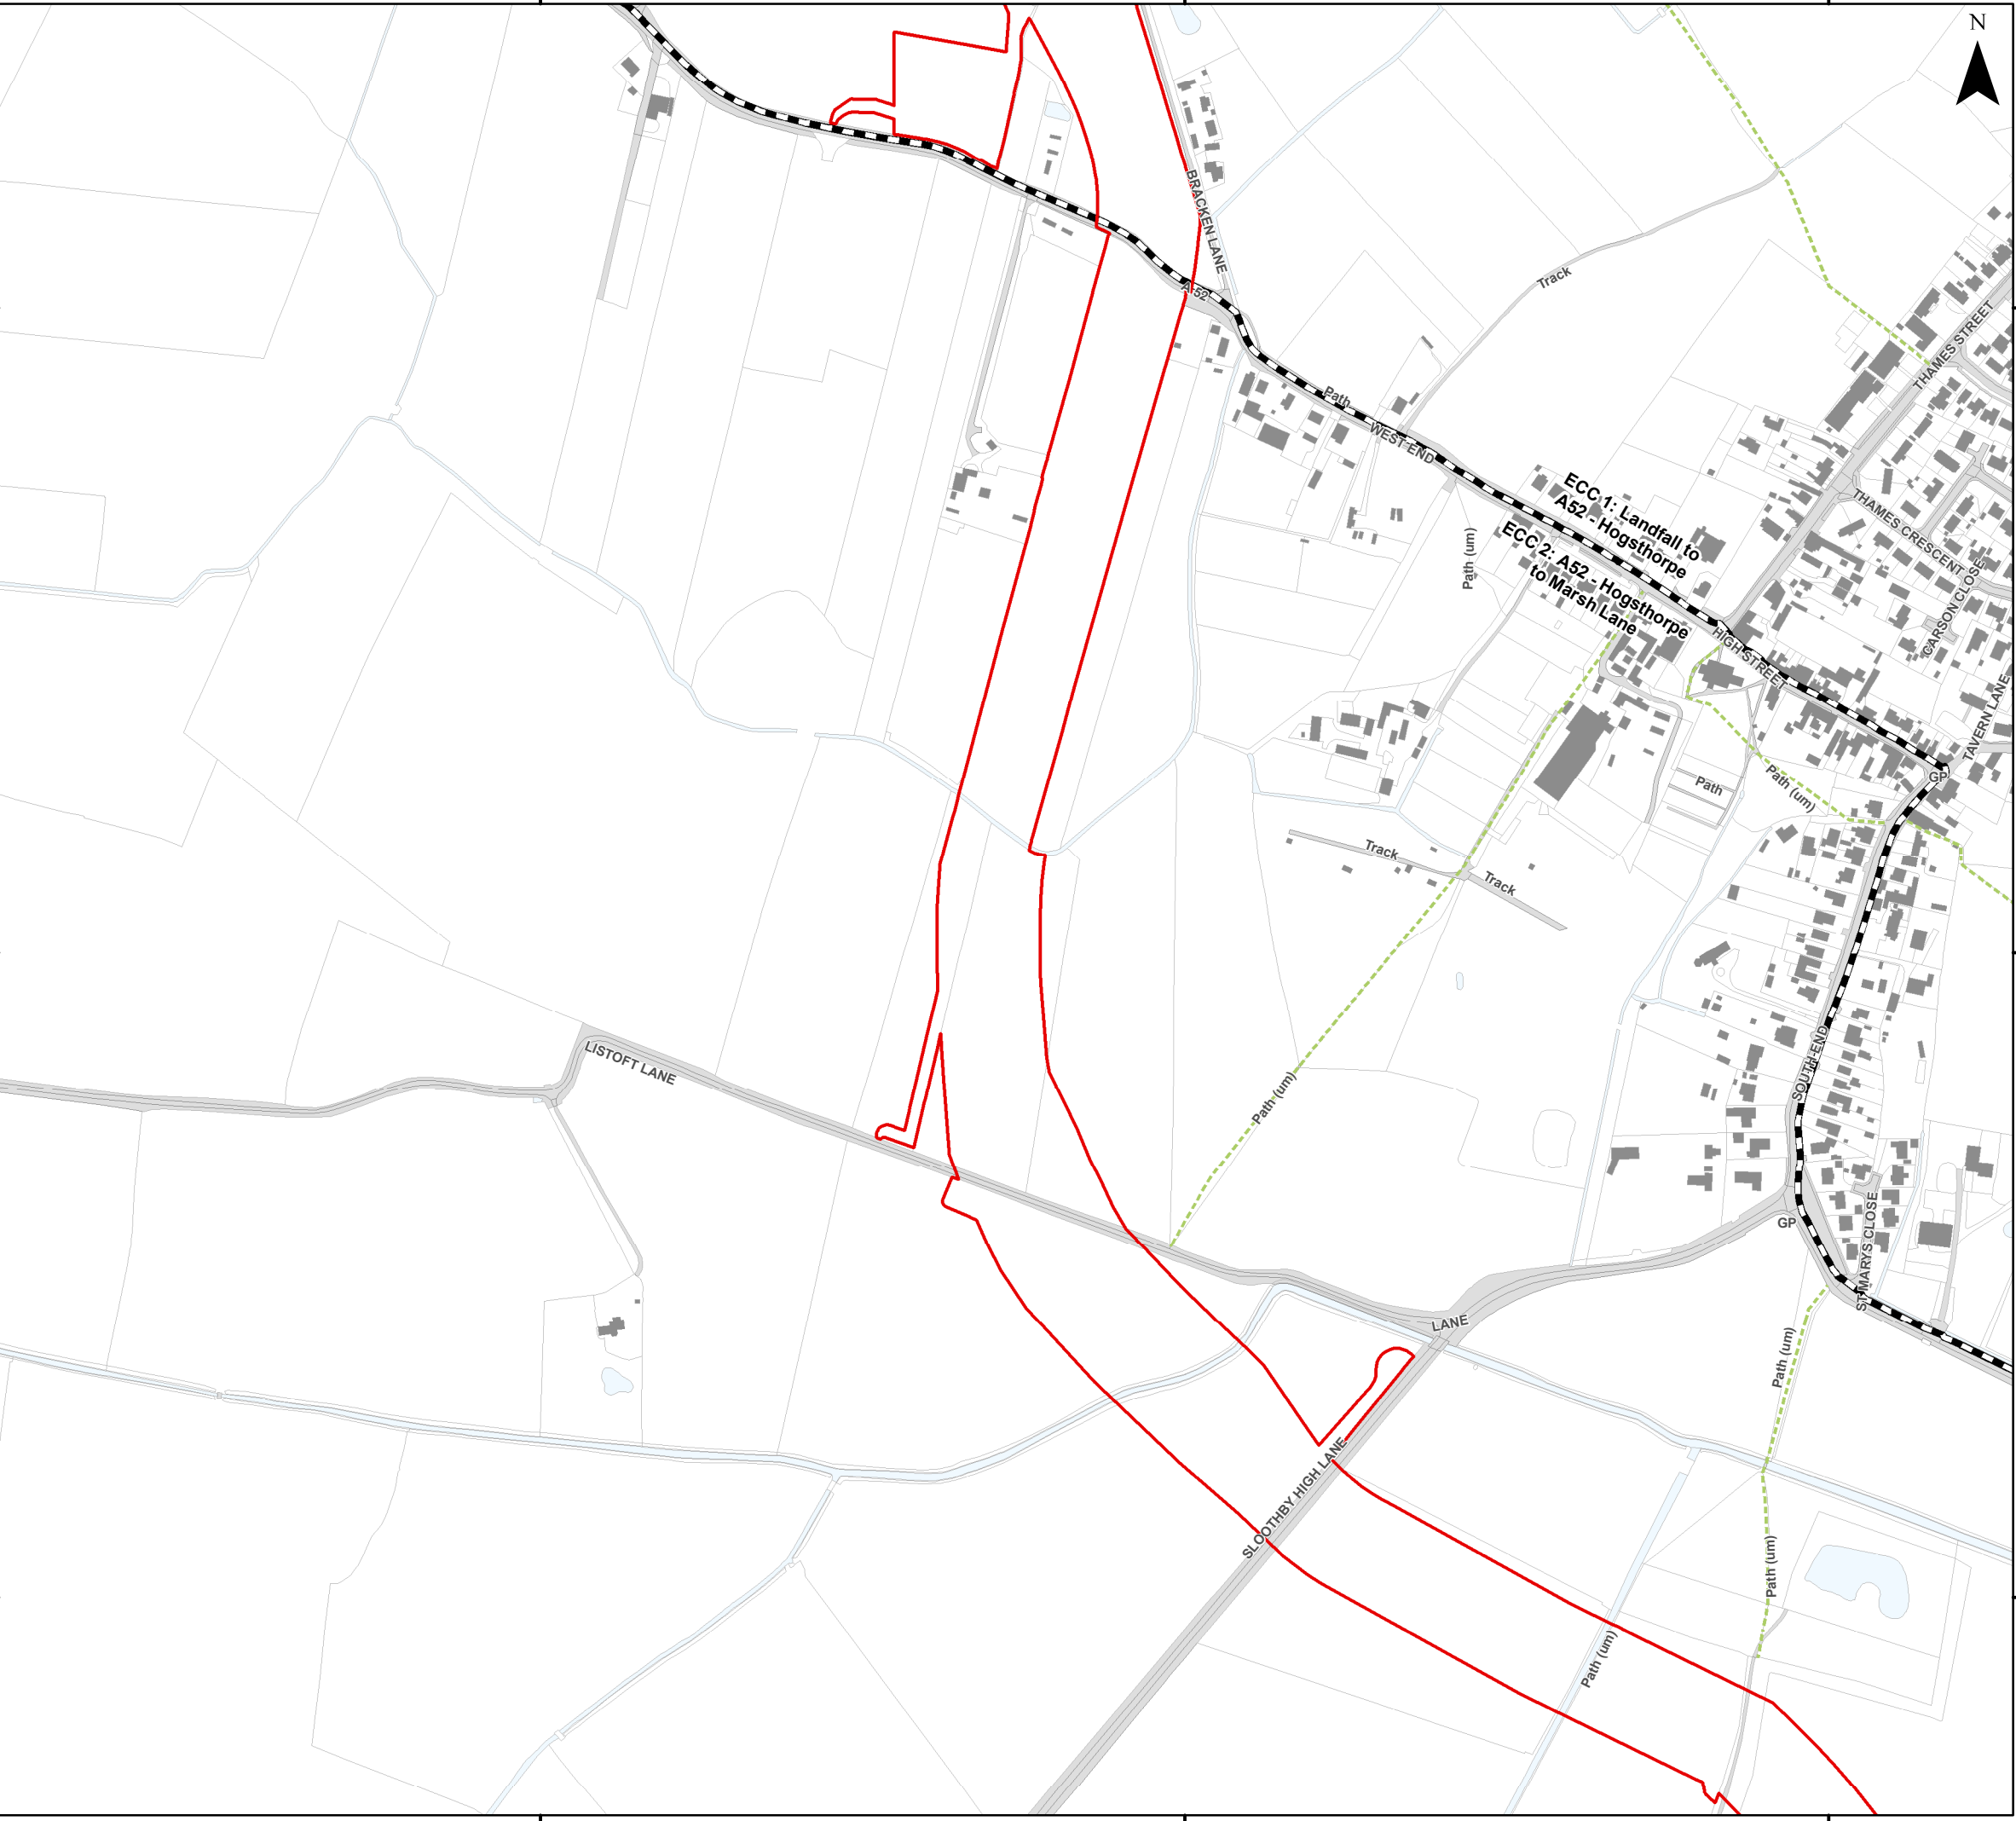 N
BRACKEN LANE
A 52
Track
THAMES STREET
THAMES STREET
Path
WEST END
ECC 1: Landfall to
A52 - Hogsthorpe
ECC 2: A52 - Hogsthorpe
to Marsh Lane
THAMES CRESCENT
CARSON CLOSE
Path (um)
HIGH STREET
TAVERN LANE
GP
Path
Path (um)
Track
Track
LISTOFT LANE
SOUTH END
Path (um)
GP
ST MARYS CLOSE
LANE
Path (um)
SLOOTHBY HIGH LANE
Path (um)
Path (um)